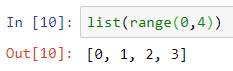 In [10]: list(range(0,4))
Out[10]: [0, 1, 2, 3]